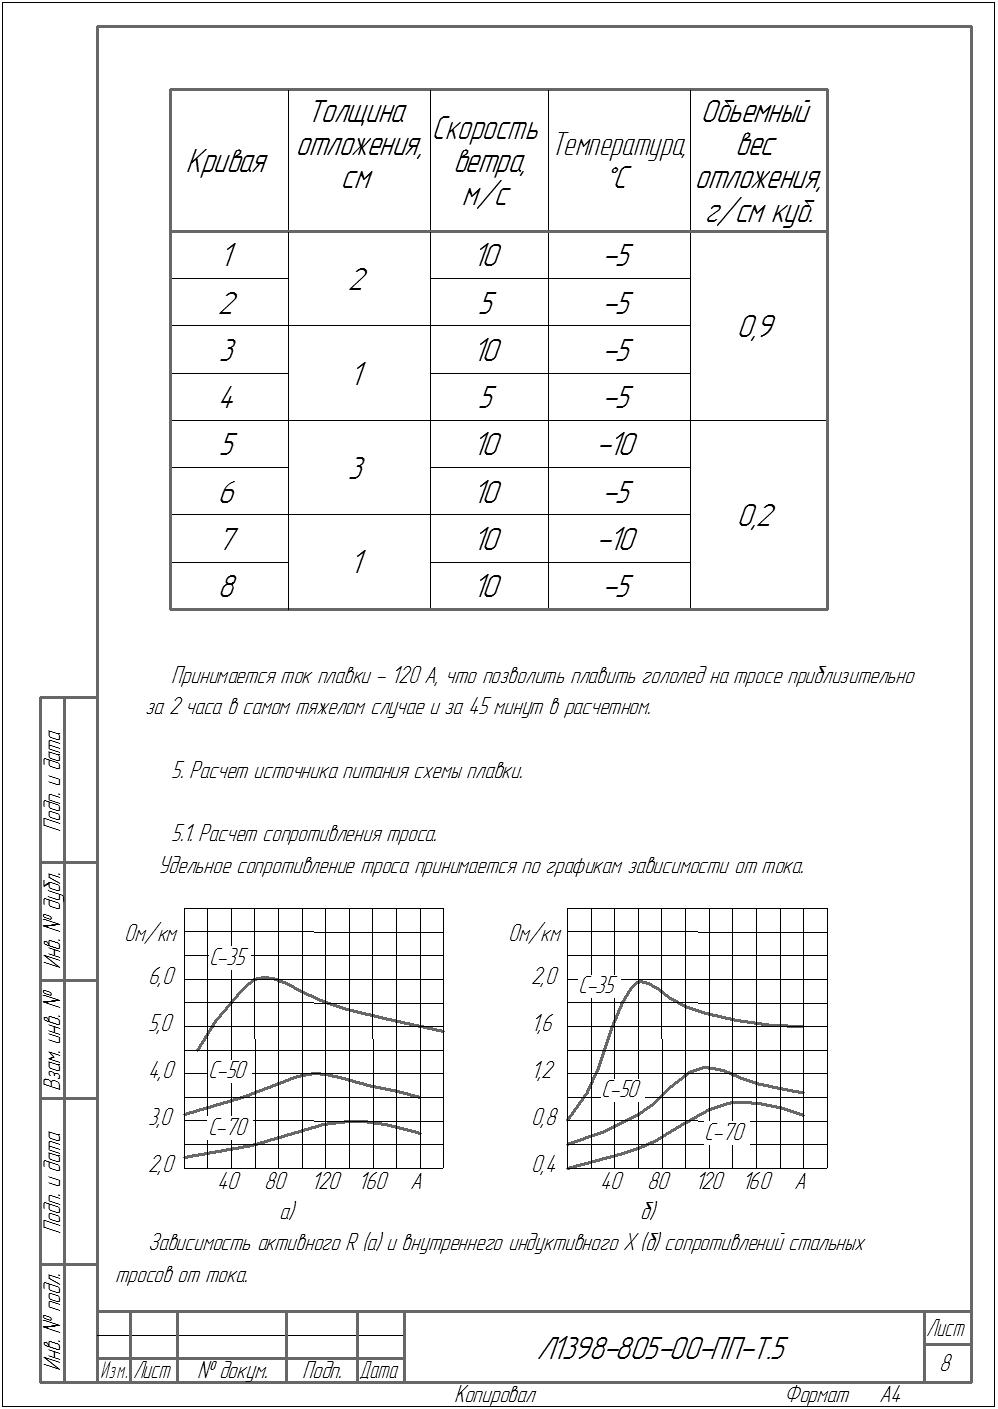 Кривая
Толщина
отложения,
см
Скорость
ветра,
м/с
Температура,
°С
Обьемный
вес
отложения,
г/см куб.
1
2
10
-5
0,9
2
5
-5
3
1
10
-5
4
5
-5
5
3
10
-10
0,2
6
10
-5
7
1
10
-10
8
10
-5
Принимается ток плавки - 120 А, что позволить плавить гололед на тросе приблизительно
за 2 часа в самом тяжелом случае и за 45 минут в расчетном.
5. Расчет источника питания схемы плавки.
5.1. Расчет сопротивления троса.
Удельное сопротивление троса принимается по графикам зависимости от тока.
Ом/км
6,0
5,0
4,0
3,0
2,0
С-35
С-50
С-70
40 80 120 160 А
а)
Ом/км
2,0
1,6
1,2
0,8
0,4
С-35
С-50
С-70
40 80 120 160 А
б)
Зависимость активного R (а) и внутреннего индуктивного X (б) сопротивлений стальных
тросов от тока.
Подп. и дата
Инв. № дубл.
Взам. инв. №
Подп. и дата
Инв. № подл.
Изм. Лист № докум. Подп. Дата
Л1398-805-00-ПП-Т.5
Лист
8
Копировал
Формат А4